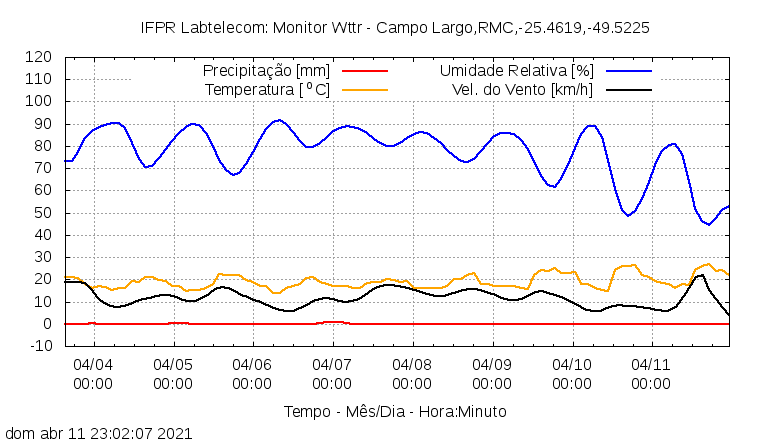 IFPR Labtelecom: Monitor Wttr - Campo Largo,RMC,-25.4619,-49.5225
Precipitação [mm]
Temperatura [⁰C]
Umidade Relativa [%]
Vel. do Vento [km/h]
120
110
100
90
80
70
60
50
40
30
20
10
0
-10
04/04 04/05 04/06 04/07 04/08 04/09 04/10 04/11
00:00 00:00 00:00 00:00 00:00 00:00 00:00 00:00
Tempo - Mês/Dia - Hora:Minuto
dom abr 11 23:02:07 2021